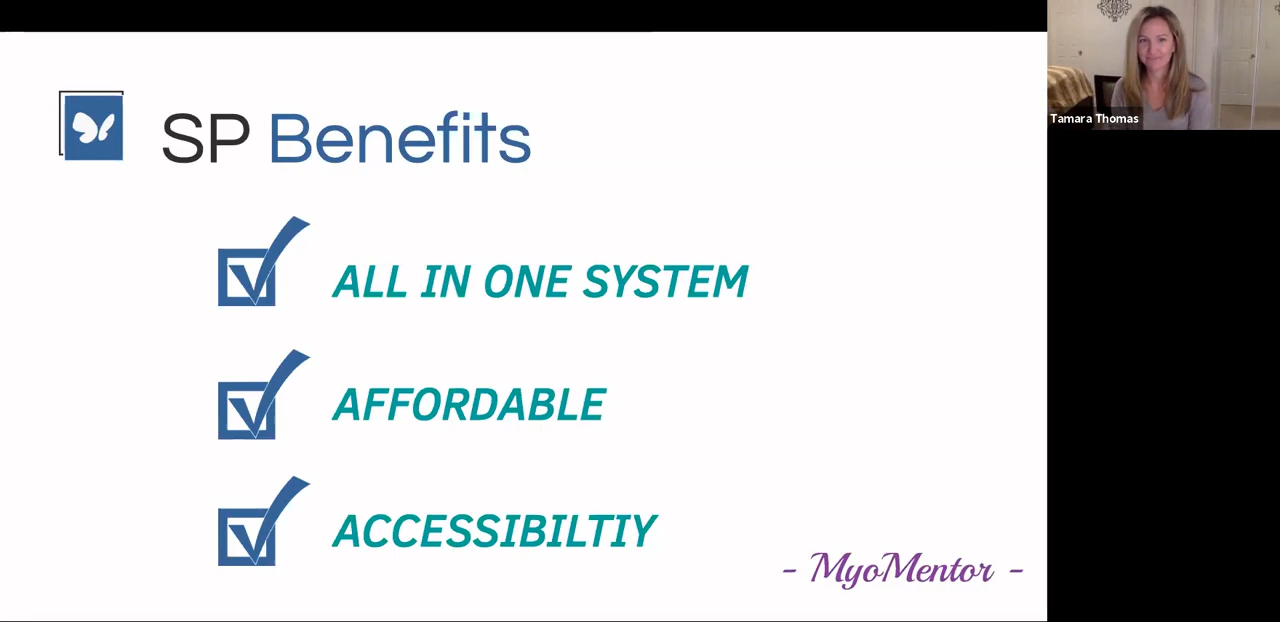 SP Benefits
ALL IN ONE SYSTEM
AFFORDABLE
ACCESSIBILTIY
- MyoMentor -
Tamara Thomas